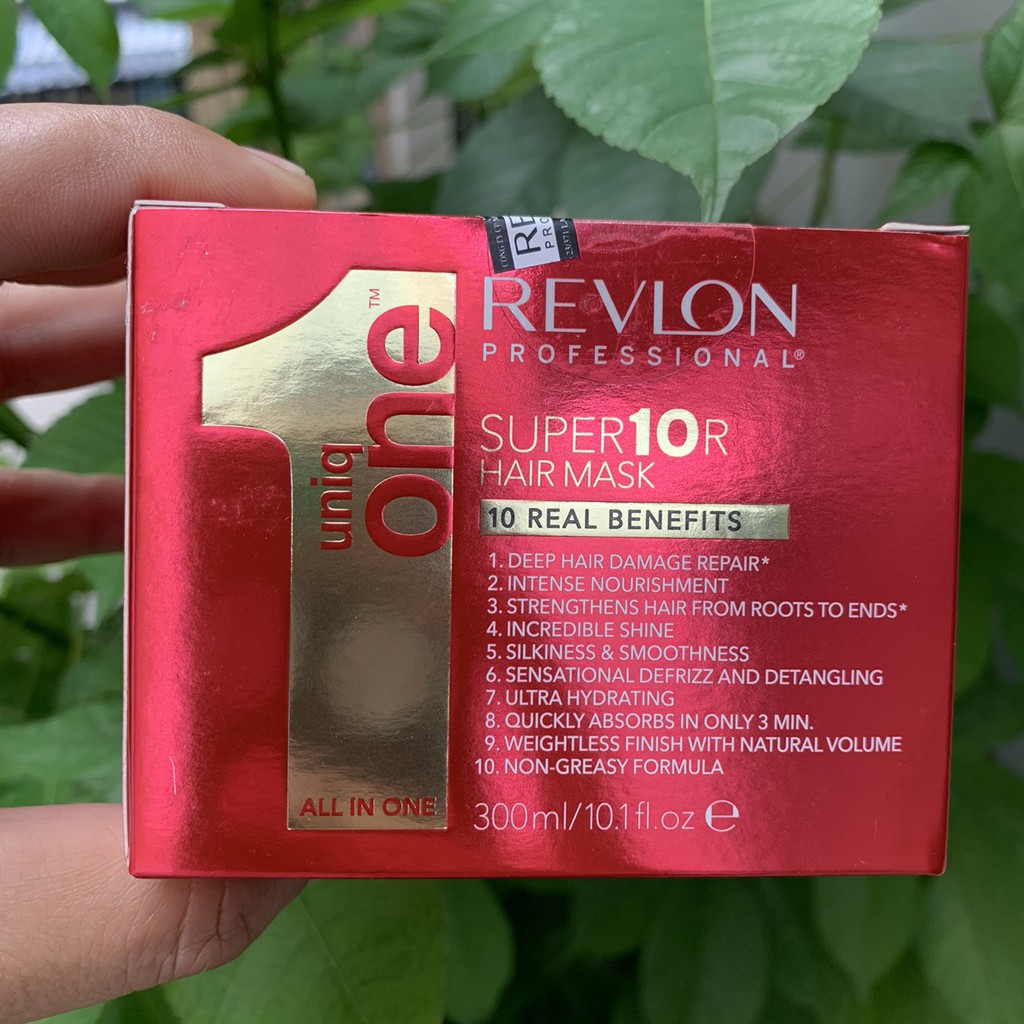 uniq
one™
ALL IN ONE
RE
PRO
REVLON
PROFESSIONAL®
SUPER10R
HAIR MASK
10 REAL BENEFITS
1. DEEP HAIR DAMAGE REPAIR*
2. INTENSE NOURISHMENT
3. STRENGTHENS HAIR FROM ROOTS TO ENDS*
4. INCREDIBLE SHINE
5. SILKINESS & SMOOTHNESS
6. SENSATIONAL DEFRIZZ AND DETANGLING
7. ULTRA HYDRATING
8. QUICKLY ABSORBS IN ONLY 3 MIN.
9. WEIGHTLESS FINISH WITH NATURAL VOLUME
10. NON-GREASY FORMULA
300ml/10.1fl.oz ℮